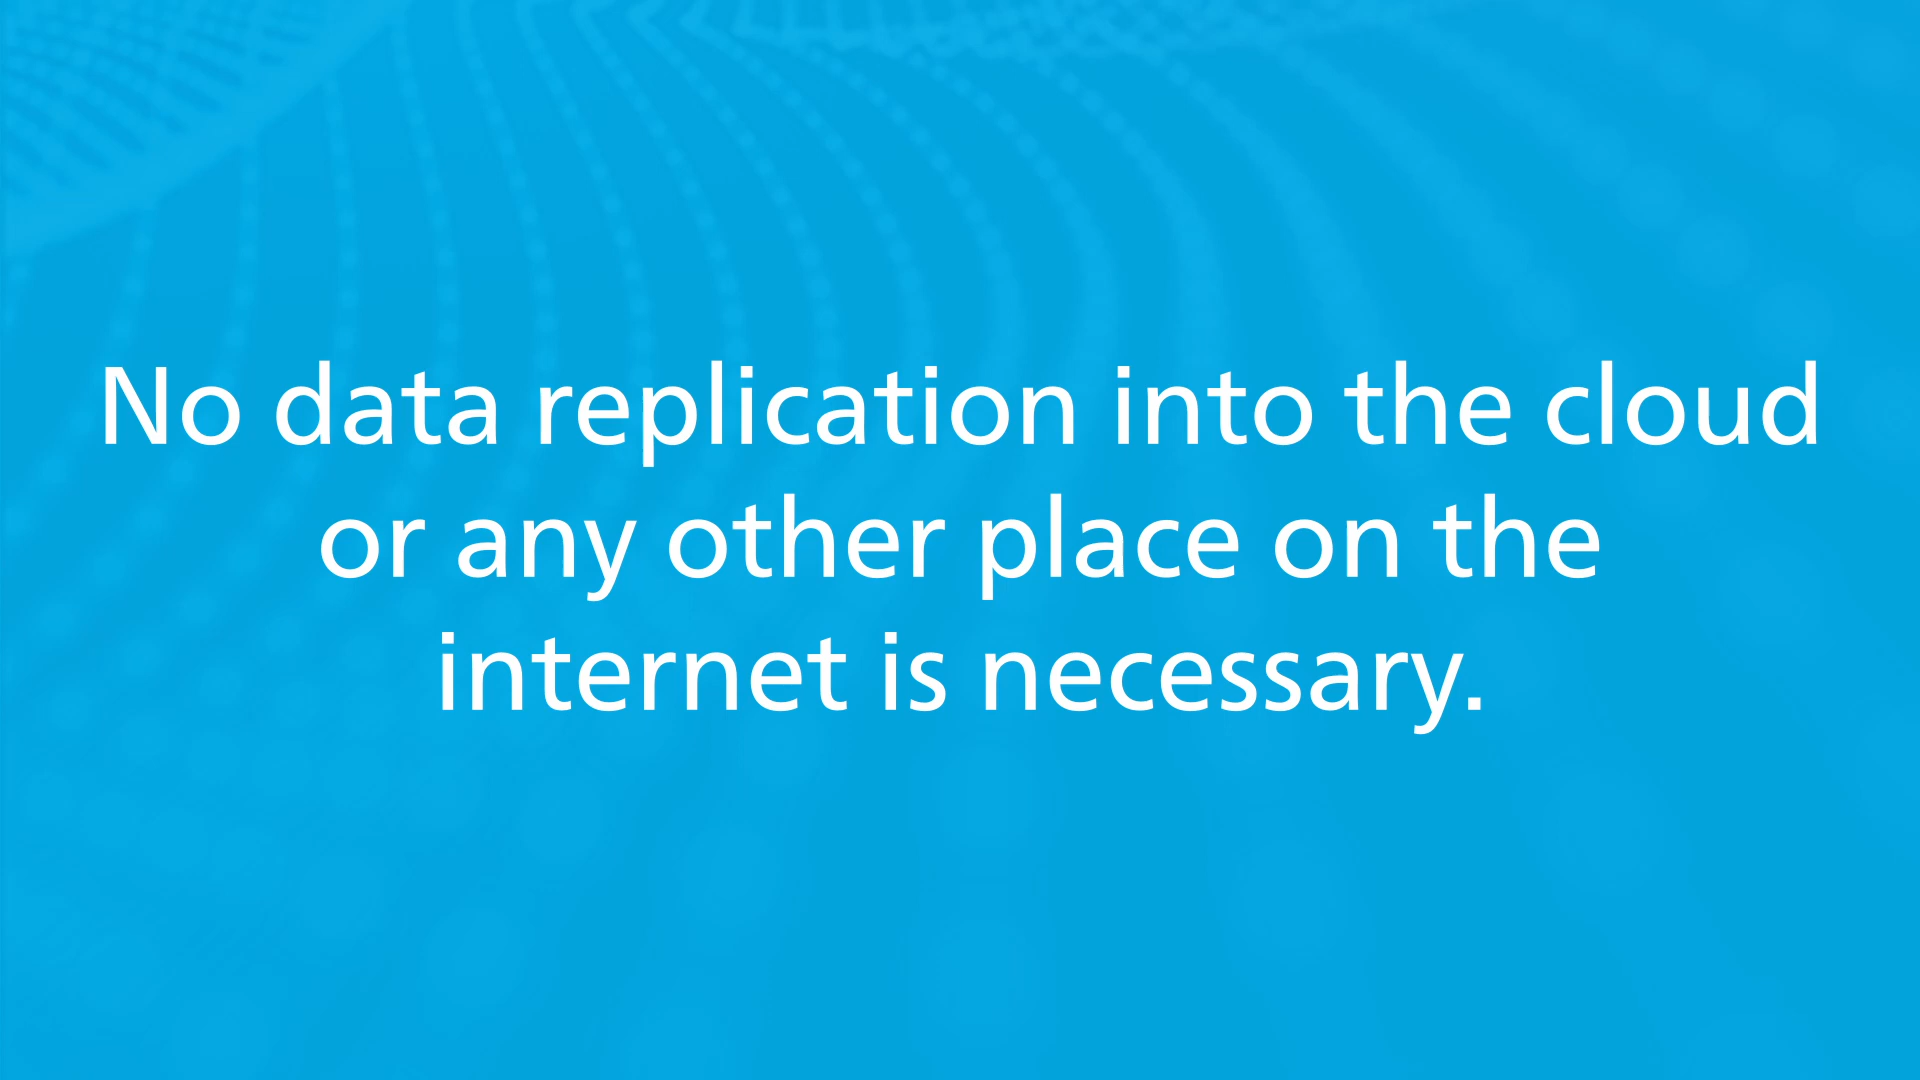 No data replication into the cloud
or any other place on the
internet is necessary.